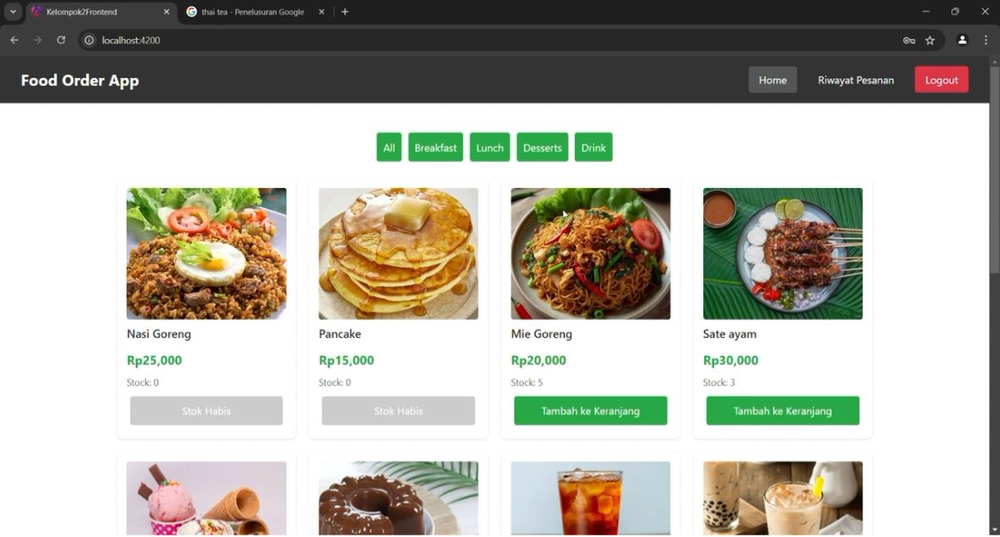 Kelompok2Frontend
thai tea - Penelusuran Google
localhost:4200
Food Order App
Home
Riwayat Pesanan
Logout
All
Breakfast
Lunch
Desserts
Drink
Nasi Goreng
Rp25,000
Stock: 0
Stok Habis
Pancake
Rp15,000
Stock: 0
Stok Habis
Mie Goreng
Rp20,000
Stock: 5
Tambah ke Keranjang
Sate ayam
Rp30,000
Stock: 3
Tambah ke Keranjang